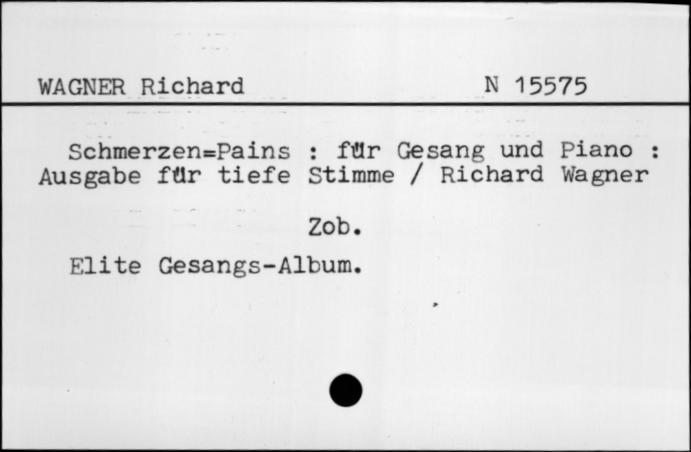 WAGNER Richard N 15575
Schmerzen=Pains : für Gesang und Piano :
Ausgabe für tiefe Stimme / Richard Wagner
Zob.
Elite Gesangs-Album.